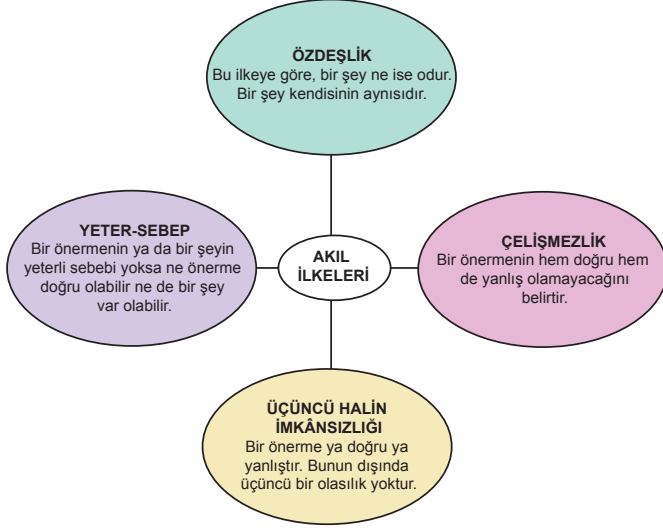 ÖZDEŞLİK
Bu ilkeye göre, bir şey ne ise odur.
Bir şey kendisinin aynısıdır.
YETER-SEBEP
Bir önermenin ya da bir şeyin
yeterli sebebi yoksa ne önerme
doğru olabilir ne de bir şey
var olabilir.
AKIL
İLKELERİ
ÇELİŞMEZLİK
Bir önermenin hem doğru hem
de yanlış olamayacağını
belirtir.
ÜÇÜNCÜ HALİN
İMKÂNSIZLIĞI
Bir önerme ya doğru ya
yanlıştır. Bunun dışında
üçüncü bir olasılık yoktur.